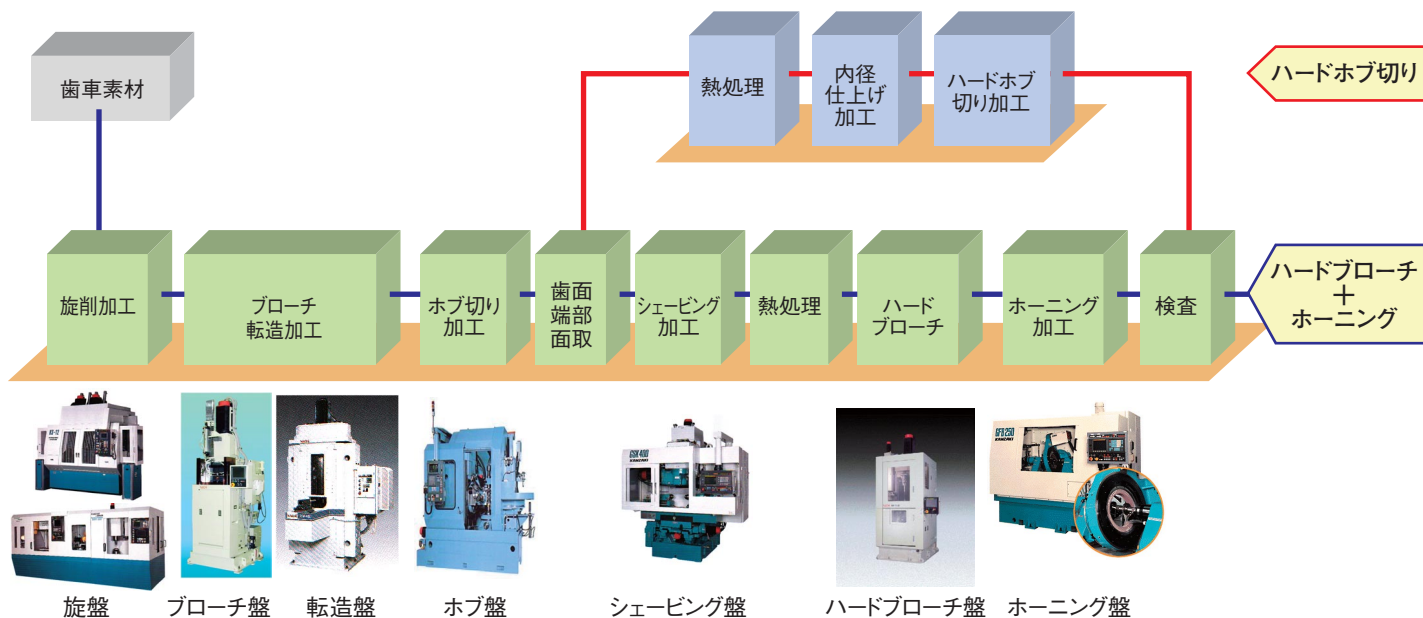 歯車素材
熱処理
内径
仕上げ
加工
ハードホブ
切り加工
ハードホブ切り
旋削加工
ブローチ
転造加工
ホブ切り
加工
歯面
端部
面取
シェービング
加工
熱処理
ハード
ブローチ
ホーニング
加工
検査
ハードブローチ
+
ホーニング
GSK400
KANZAKI
GFB250
KANZAKI
旋盤
ブローチ盤
転造盤
ホブ盤
シェービング盤
ハードブローチ盤
ホーニング盤